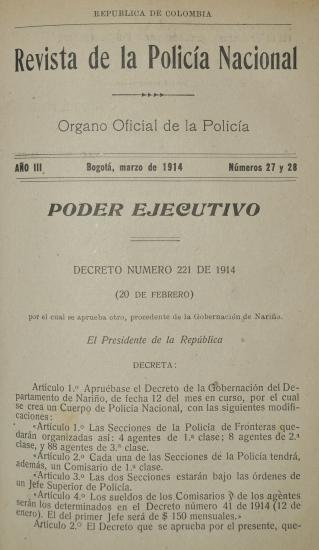 REPUBLICA DE COLOMBIA
Revista de la Policía Nacional
Organo Oficial de la Policía
AÑO III Bogotá, marzo de 1914 Números 27 y 28
PODER EJECUTIVO
DECRETO NUMERO 221 DE 1914
(20 DE FEBRERO)
por el cual se aprueba otro, procedente de la Gobernación de Nariño.
El Presidente de la República
DECRETA:
Artículo 1.º Apruébase el Decreto de la Gobernación del De-
partamento de Nariño, de fecha 12 del mes en curso, por el cual
se crea un Cuerpo de Policía Nacional, con las siguientes modifi-
caciones:
«Artículo 1.º Las Secciones de la Policía de Fronteras que-
darán organizadas así: 4 agentes de 1.ª clase; 8 agentes de 2.ª
clase, y 88 agentes de 3.ª clase.
«Artículo 2.º Cada una de las Secciones de la Policía tendrá,
además, un Comisario de 1.ª clase.
«Artículo 3.º Las dos Secciones estarán bajo las órdenes de
un Jefe Superior de Policía.
«Artículo 4.º Los sueldos de los Comisarios y de los agentes
serán los determinados en el Decreto número 41 de 1914 (12 de
enero). El del primer Jefe será de $ 150 mensuales.»
Artículo 2.º El Decreto que se aprueba por el presente, que-